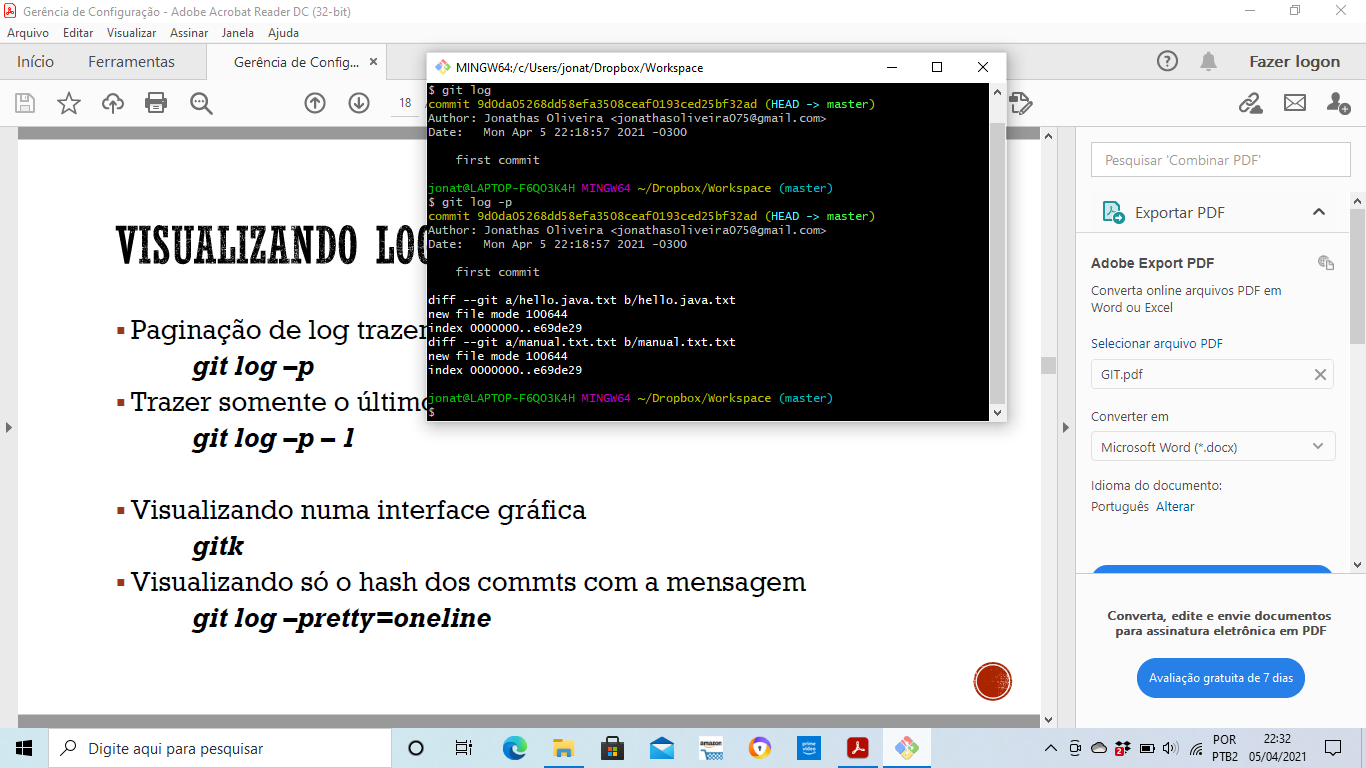 Gerência de Configuração - Adobe Acrobat Reader DC (32-bit)
Arquivo Editar Visualizar Assinar Janela Ajuda
Início Ferramentas Gerência de Config... ×
Fazer logon
18
MINGW64:/c/Users/jonat/Dropbox/Workspace
$ git log
commit 9d0da05268dd58efa3508ceaf0193ced25bf32ad (HEAD -> master)
Author: Jonathas Oliveira <jonathasoliveira075@gmail.com>
Date:   Mon Apr 5 22:18:57 2021 -0300
first commit
jonat@LAPTOP-F6QO3K4H MINGW64 ~/Dropbox/Workspace (master)
$ git log -p
commit 9d0da05268dd58efa3508ceaf0193ced25bf32ad (HEAD -> master)
Author: Jonathas Oliveira <jonathasoliveira075@gmail.com>
Date:   Mon Apr 5 22:18:57 2021 -0300
first commit
diff --git a/hello.java.txt b/hello.java.txt
new file mode 100644
index 0000000..e69de29
diff --git a/manual.txt.txt b/manual.txt.txt
new file mode 100644
index 0000000..e69de29
jonat@LAPTOP-F6QO3K4H MINGW64 ~/Dropbox/Workspace (master)
$
VISUALIZANDO LOG
▪ Paginação de log trazer
git log –p
▪ Trazer somente o último
git log –p – 1
▪ Visualizando numa interface gráfica
gitk
▪ Visualizando só o hash dos commts com a mensagem
git log –pretty=oneline
Pesquisar 'Combinar PDF'
Exportar PDF
Adobe Export PDF
Converta online arquivos PDF em
Word ou Excel
Selecionar arquivo PDF
GIT.pdf
Converter em
Microsoft Word (*.docx)
Idioma do documento:
Português Alterar
Converta, edite e envie documentos
para assinatura eletrônica em PDF
Avaliação gratuita de 7 dias
Digite aqui para pesquisar
amazon
prime video
2
POR
PTB2
22:32
05/04/2021